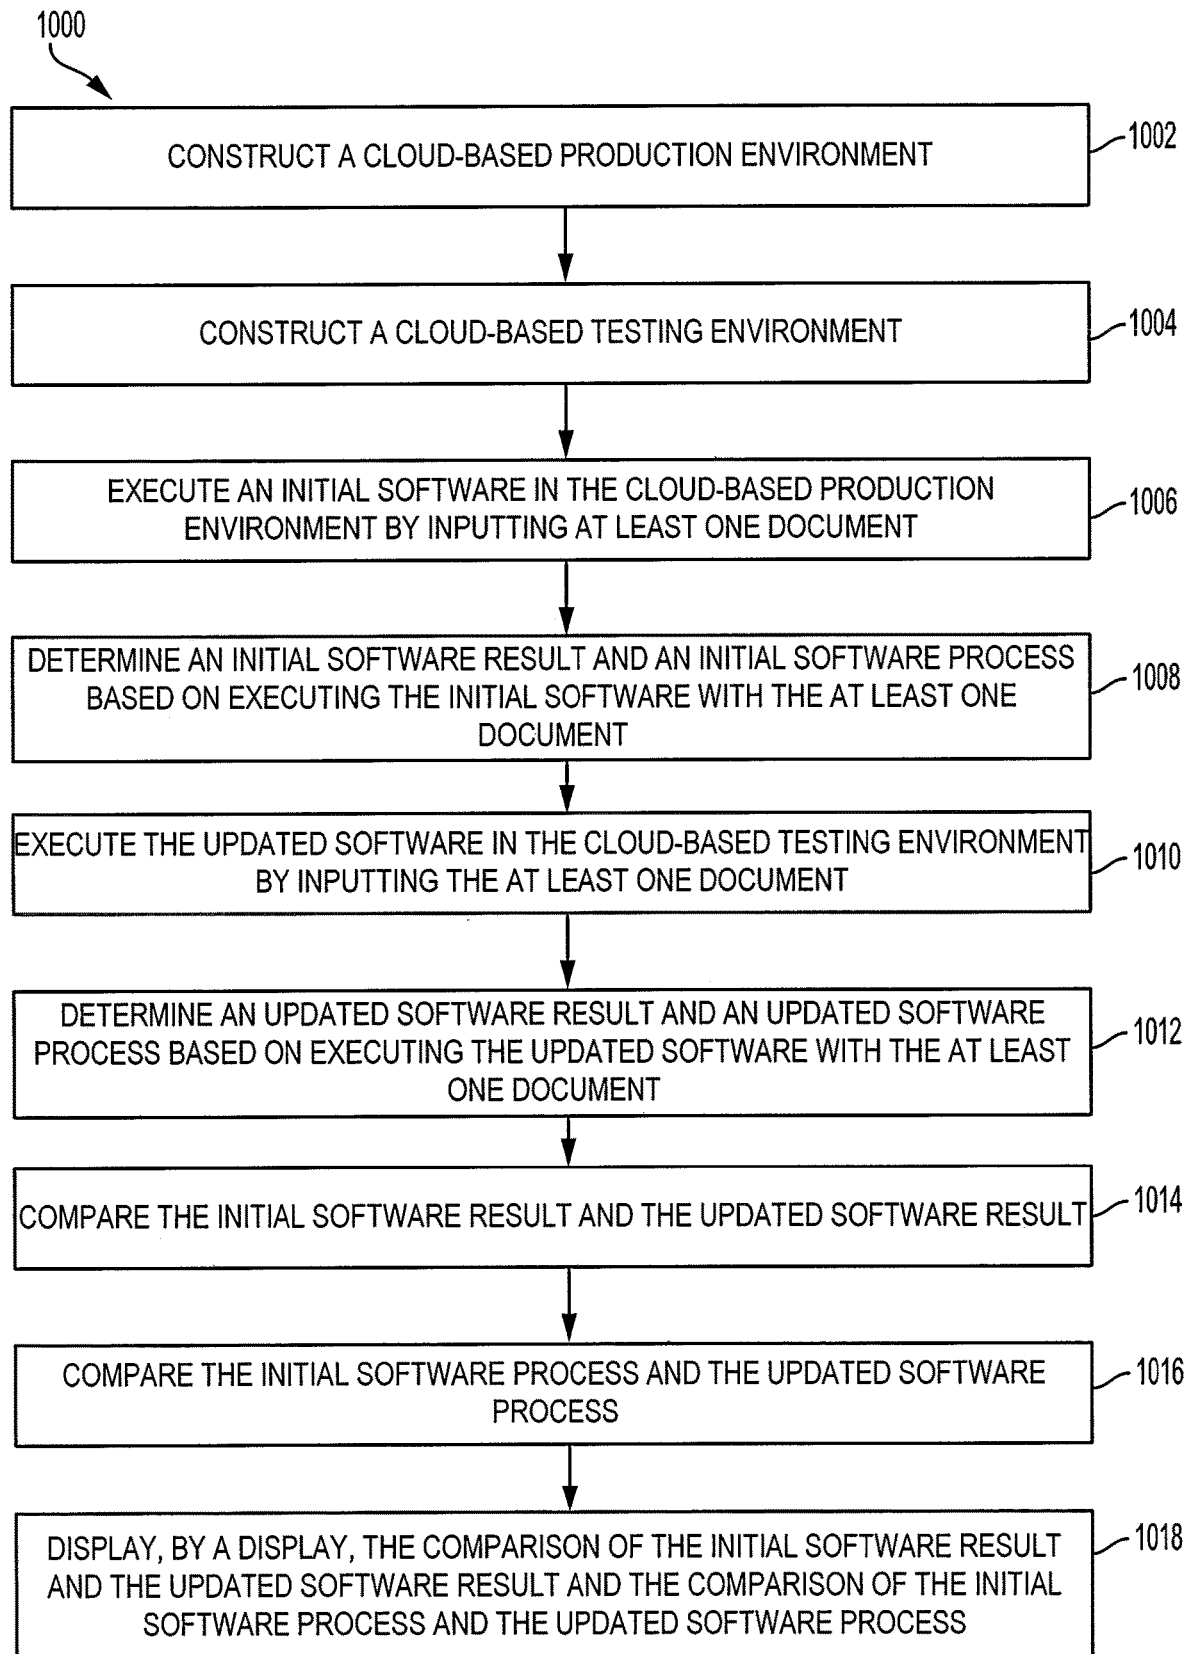 1000
CONSTRUCT A CLOUD-BASED PRODUCTION ENVIRONMENT
1002
CONSTRUCT A CLOUD-BASED TESTING ENVIRONMENT
1004
EXECUTE AN INITIAL SOFTWARE IN THE CLOUD-BASED PRODUCTION
ENVIRONMENT BY INPUTTING AT LEAST ONE DOCUMENT
1006
DETERMINE AN INITIAL SOFTWARE RESULT AND AN INITIAL SOFTWARE PROCESS
BASED ON EXECUTING THE INITIAL SOFTWARE WITH THE AT LEAST ONE
DOCUMENT
1008
EXECUTE THE UPDATED SOFTWARE IN THE CLOUD-BASED TESTING ENVIRONMENT
BY INPUTTING THE AT LEAST ONE DOCUMENT
1010
DETERMINE AN UPDATED SOFTWARE RESULT AND AN UPDATED SOFTWARE
PROCESS BASED ON EXECUTING THE UPDATED SOFTWARE WITH THE AT LEAST
ONE DOCUMENT
1012
COMPARE THE INITIAL SOFTWARE RESULT AND THE UPDATED SOFTWARE RESULT
1014
COMPARE THE INITIAL SOFTWARE PROCESS AND THE UPDATED SOFTWARE
PROCESS
1016
DISPLAY, BY A DISPLAY, THE COMPARISON OF THE INITIAL SOFTWARE RESULT
AND THE UPDATED SOFTWARE RESULT AND THE COMPARISON OF THE INITIAL
SOFTWARE PROCESS AND THE UPDATED SOFTWARE PROCESS
1018